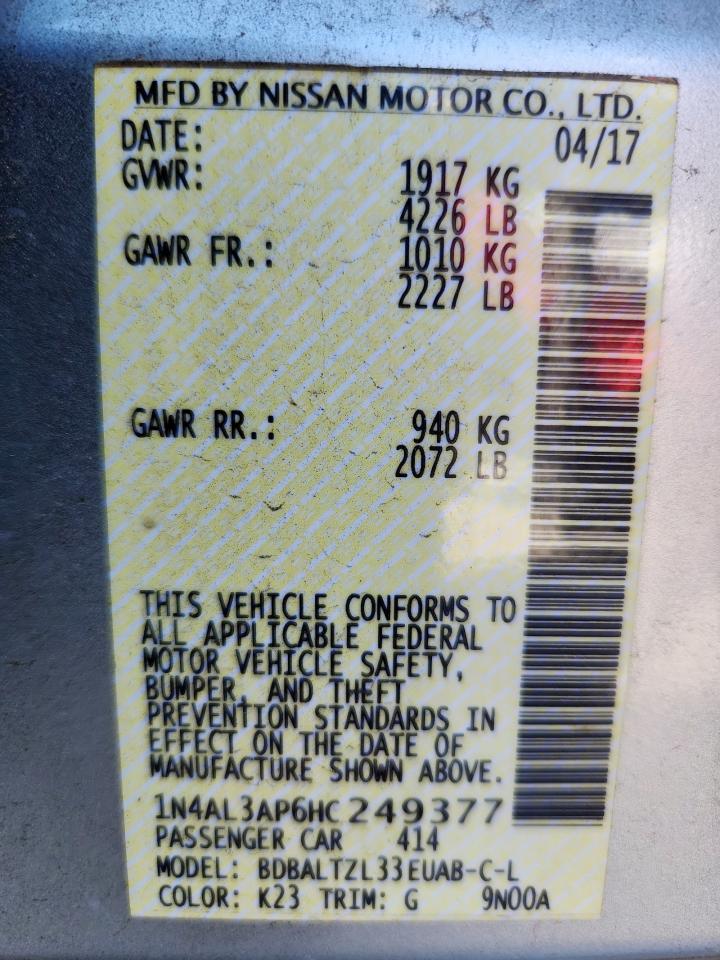 MFD BY NISSAN MOTOR CO., LTD.
DATE: 04/17
GVWR: 1917 KG
4226 LB
GAWR FR.: 1010 KG
2227 LB
GAWR RR.: 940 KG
2072 LB
THIS VEHICLE CONFORMS TO
ALL APPLICABLE FEDERAL
MOTOR VEHICLE SAFETY,
BUMPER, AND THEFT
PREVENTION STANDARDS IN
EFFECT ON THE DATE OF
MANUFACTURE SHOWN ABOVE.
1N4AL3AP6HC249377
PASSENGER CAR 414
MODEL: BDBALTZL33EUAB-C-L
COLOR: K23 TRIM: G 9N00A